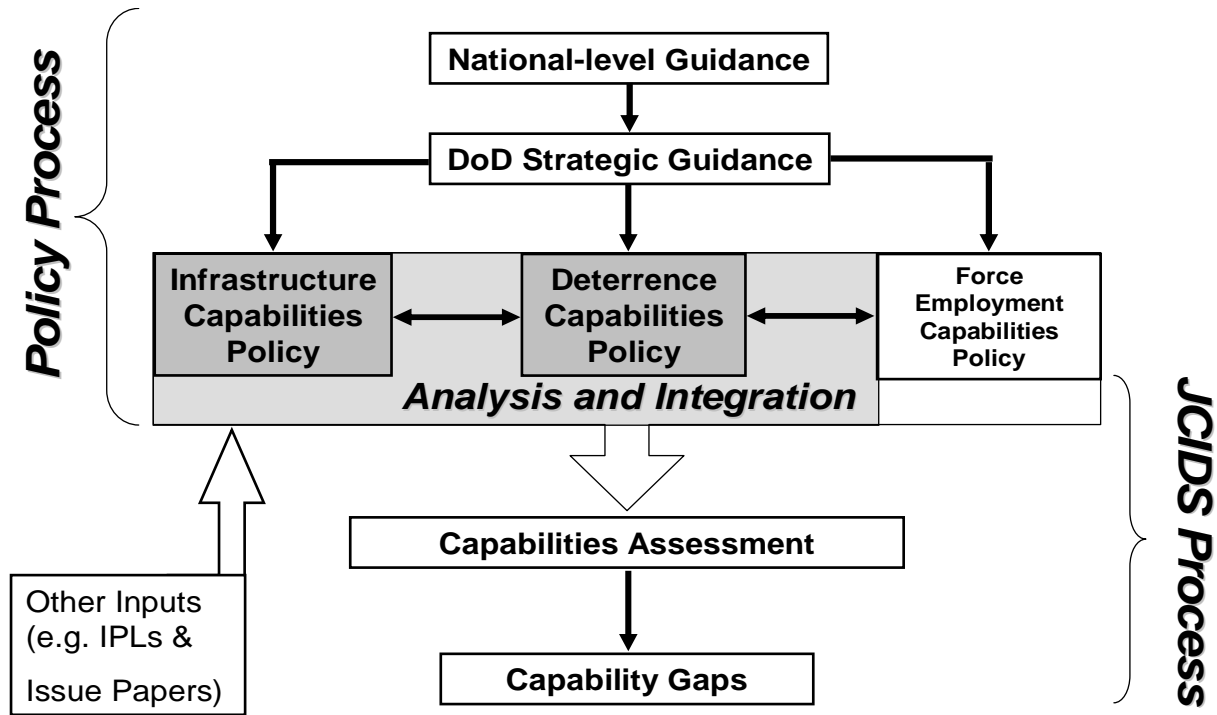 Policy Process
National-level Guidance
DoD Strategic Guidance
Infrastructure
Capabilities
Policy
Deterrence
Capabilities
Policy
Force
Employment
Capabilities
Policy
Analysis and Integration
JCIDS Process
Capabilities Assessment
Other Inputs
(e.g. IPLs &
Issue Papers)
Capability Gaps